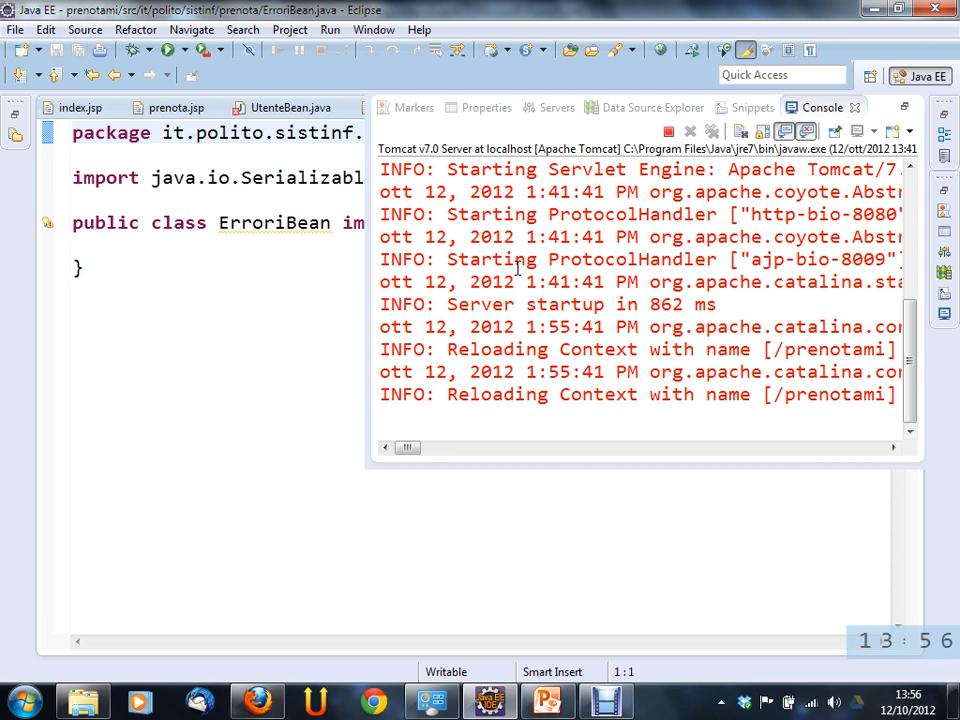 Java EE - prenotami/src/it/polito/sistinf/prenota/ErroriBean.java - Eclipse
File Edit Source Refactor Navigate Search Project Run Window Help
Quick Access
Java EE
index.jsp
prenota.jsp
UtenteBean.java
Markers
Properties
Servers
Data Source Explorer
Snippets
Console
package it.polito.sistinf.
import java.io.Serializabl
public class ErroriBean im
}
Tomcat v7.0 Server at localhost [Apache Tomcat] C:\Program Files\Java\jre7\bin\javaw.exe (12/ott/2012 13:41
INFO: Starting Servlet Engine: Apache Tomcat/7.
ott 12, 2012 1:41:41 PM org.apache.coyote.Abstr
INFO: Starting ProtocolHandler ["http-bio-8080"
ott 12, 2012 1:41:41 PM org.apache.coyote.Abstr
INFO: Starting ProtocolHandler ["ajp-bio-8009"]
ott 12, 2012 1:41:41 PM org.apache.catalina.sta
INFO: Server startup in 862 ms
ott 12, 2012 1:55:41 PM org.apache.catalina.cor
INFO: Reloading Context with name [/prenotami]
ott 12, 2012 1:55:41 PM org.apache.catalina.cor
INFO: Reloading Context with name [/prenotami]
13:56
Writable
Smart Insert
1 : 1
Java EE
IDE
13:56
12/10/2012